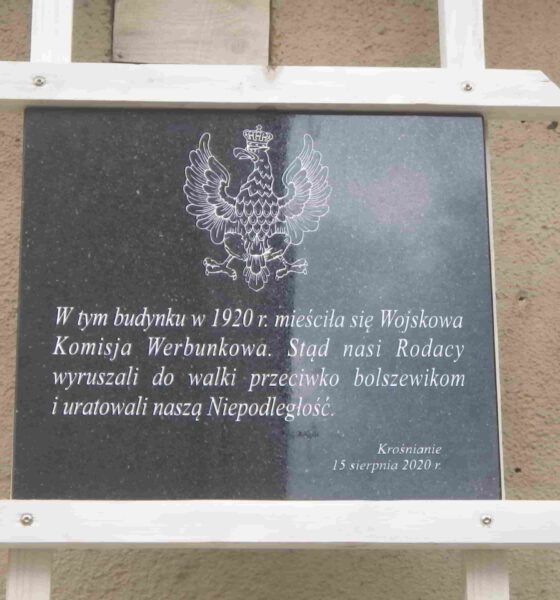 W tym budynku w 1920 r. mieściła się Wojskowa
Komisja Werbunkowa. Stąd nasi Rodacy
wyruszali do walki przeciwko bolszewikom
i uratowali naszą Niepodległość.
Krośnianie
15 sierpnia 2020 r.